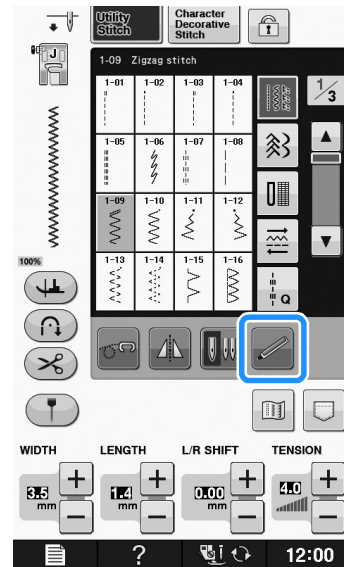 Utility
Stitch
Character
Decorative
Stitch
J
1-09 Zigzag stitch
1/3
1-01 1-02 1-03 1-04
1-05 1-06 1-07 1-08
1-09 1-10 1-11 1-12
1-13 1-14 1-15 1-16
Q
100%
WIDTH LENGTH L/R SHIFT TENSION
3.5 mm + − 1.4 mm + − 0.00 mm + − 4.0 + −
? 12:00